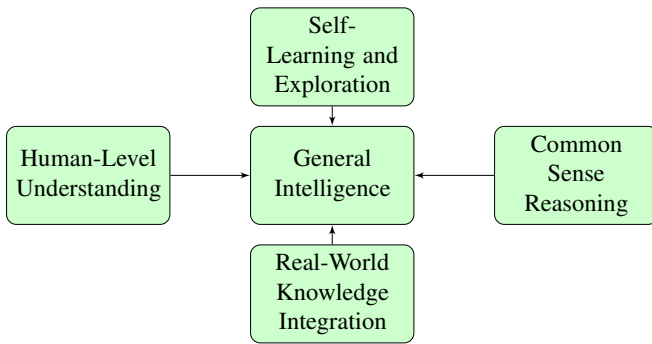 Self-
Learning and
Exploration
Human-Level
Understanding
General
Intelligence
Common
Sense
Reasoning
Real-World
Knowledge
Integration